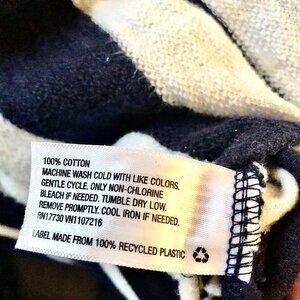 100% COTTON
MACHINE WASH COLD WITH LIKE COLORS.
GENTLE CYCLE. ONLY NON-CHLORINE
BLEACH IF NEEDED. TUMBLE DRY LOW.
REMOVE PROMPTLY. COOL IRON IF NEEDED.
RN17730 VN1107216
LABEL MADE FROM 100% RECYCLED PLASTIC